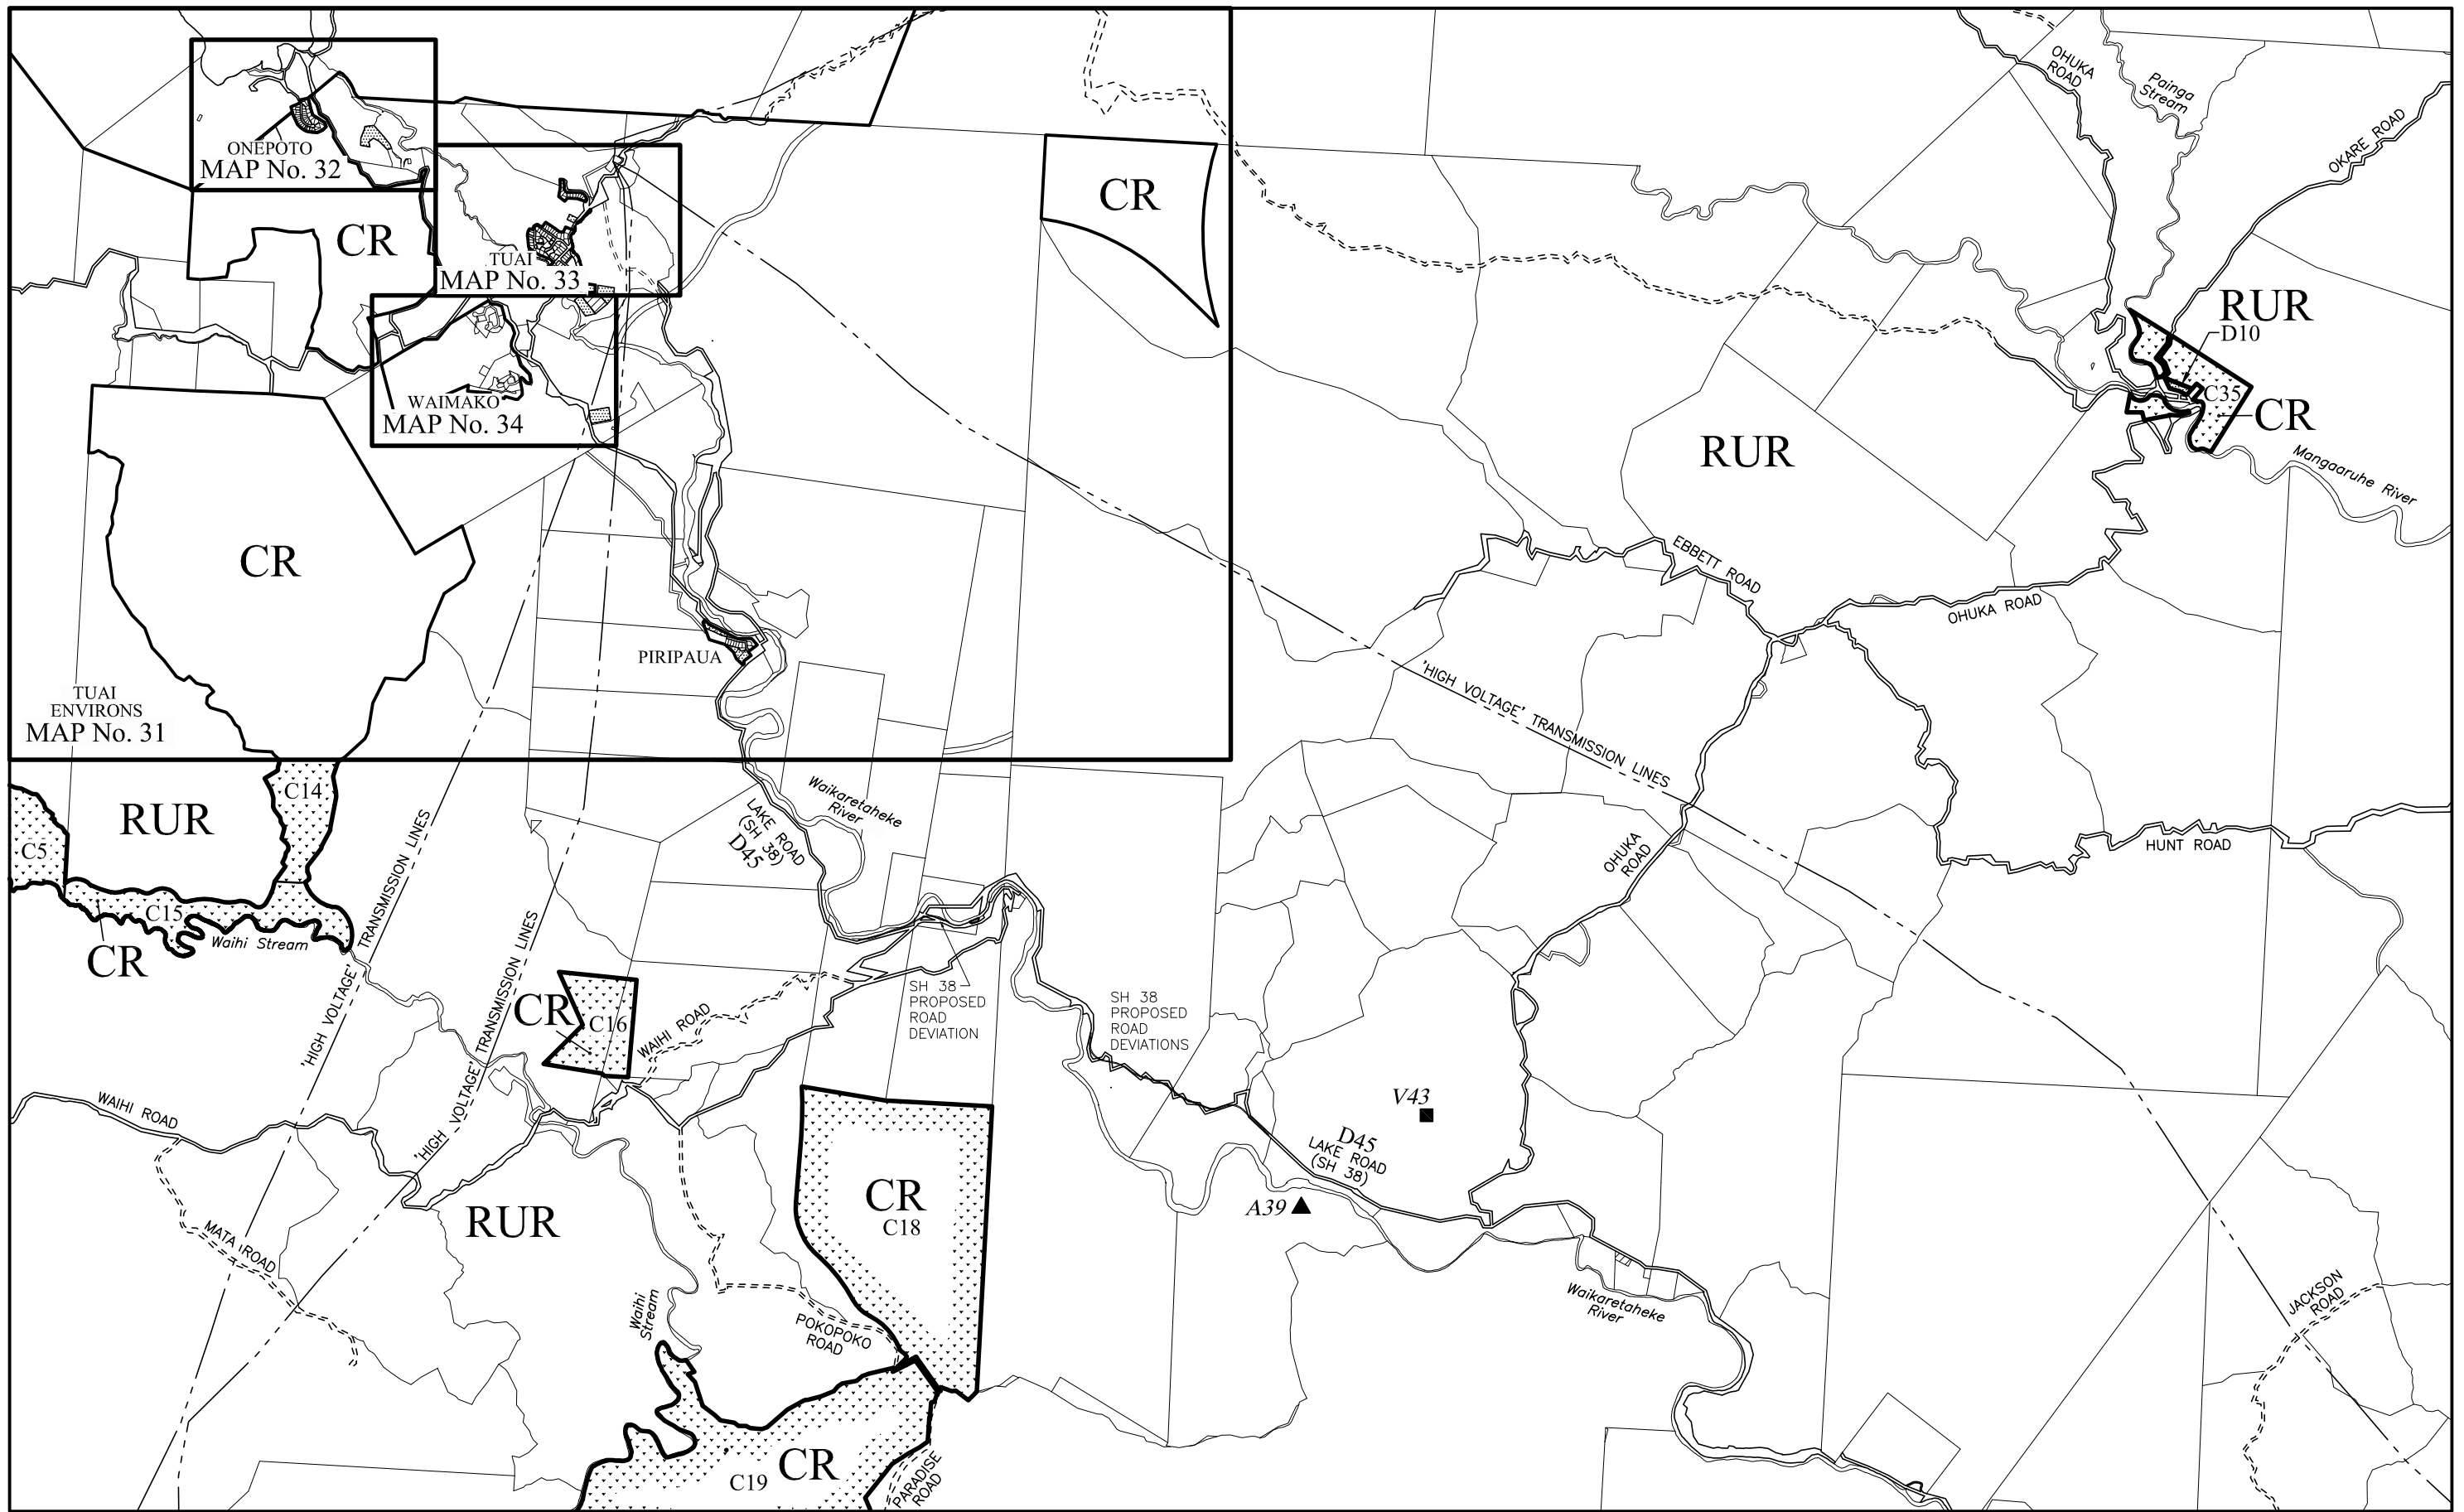 ONEPOTO
MAP No. 32
OHUKA
ROAD
Painga
Stream
OKARE ROAD
CR
CR
TUAI
MAP No. 33
RUR
D10
C35
CR
WAIMAKO
MAP No. 34
RUR
Mangaaruhe River
CR
EBBETT ROAD
OHUKA ROAD
PIRIPAUA
'HIGH VOLTAGE' TRANSMISSION LINES
TUAI
ENVIRONS
MAP No. 31
C14
RUR
C5
Waikaretaheke
River
LAKE ROAD
(SH 38)
D45
OHUKA
ROAD
HUNT ROAD
C15
CR
Waihi Stream
'HIGH VOLTAGE' TRANSMISSION LINES
'HIGH VOLTAGE' TRANSMISSION LINES
CR
C16
WAIHI ROAD
SH 38
PROPOSED
ROAD
DEVIATION
SH 38
PROPOSED
ROAD
DEVIATIONS
WAIHI ROAD
V43
D45
LAKE ROAD
(SH 38)
A39
CR
C18
RUR
MATA ROAD
Waihi
Stream
POKOPOKO
ROAD
Waikaretaheke
River
JACKSON
ROAD
CR
C19
PARADISE
ROAD